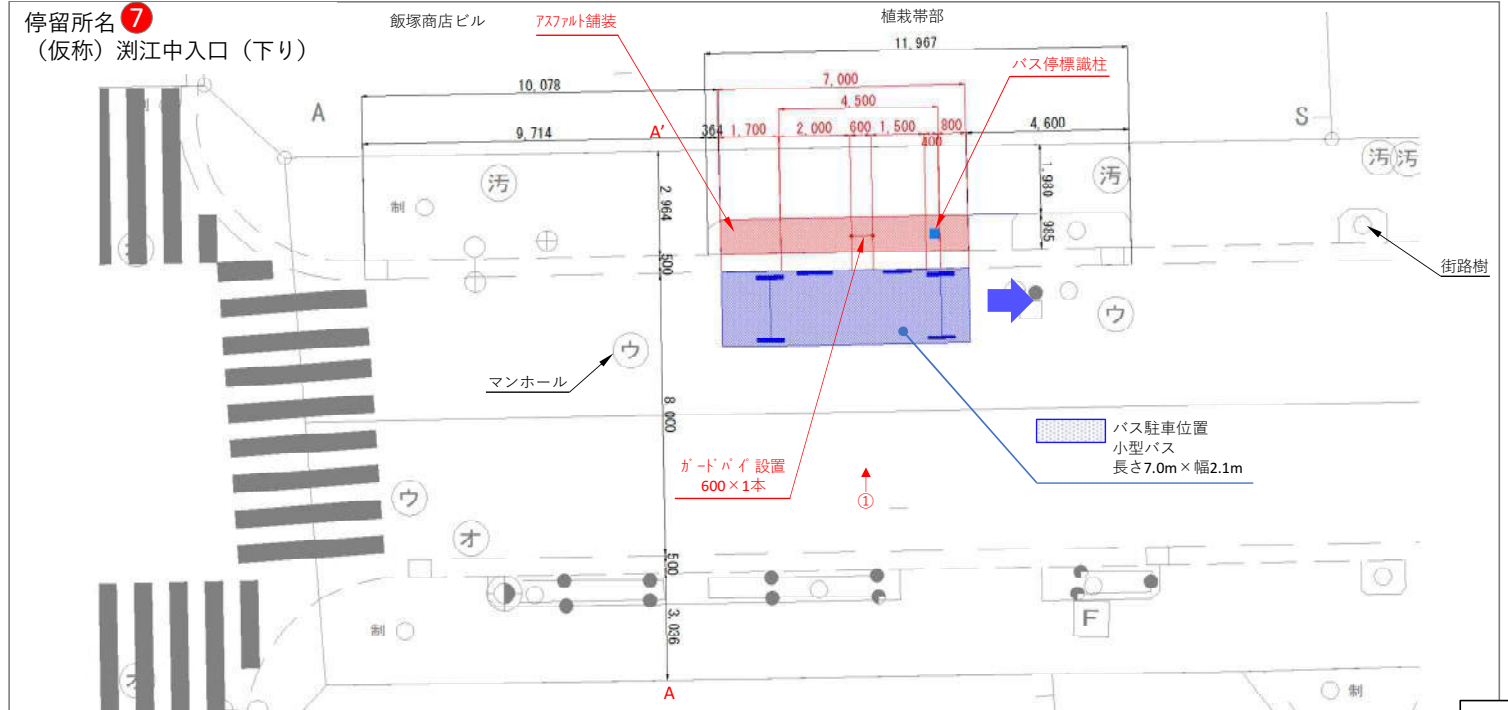 停留所名 7
（仮称）渕江中入口（下り）
飯塚商店ビル
アスファルト舗装
植栽帯部
11,967
バス停標識柱
10,078
7,000
4.500
9,714
A'
364
1,700
2,000
600
1,500
400
800
4,600
A
S
制
汚
汚
汚
汚
2 964
1,980
985
500
街路樹
ウ
ウ
マンホール
8 000
バス駐車位置
小型バス
長さ7.0m×幅2.1m
ガードパイプ設置
600×1本
①
ウ
オ
500
3,036
F
制
A
制